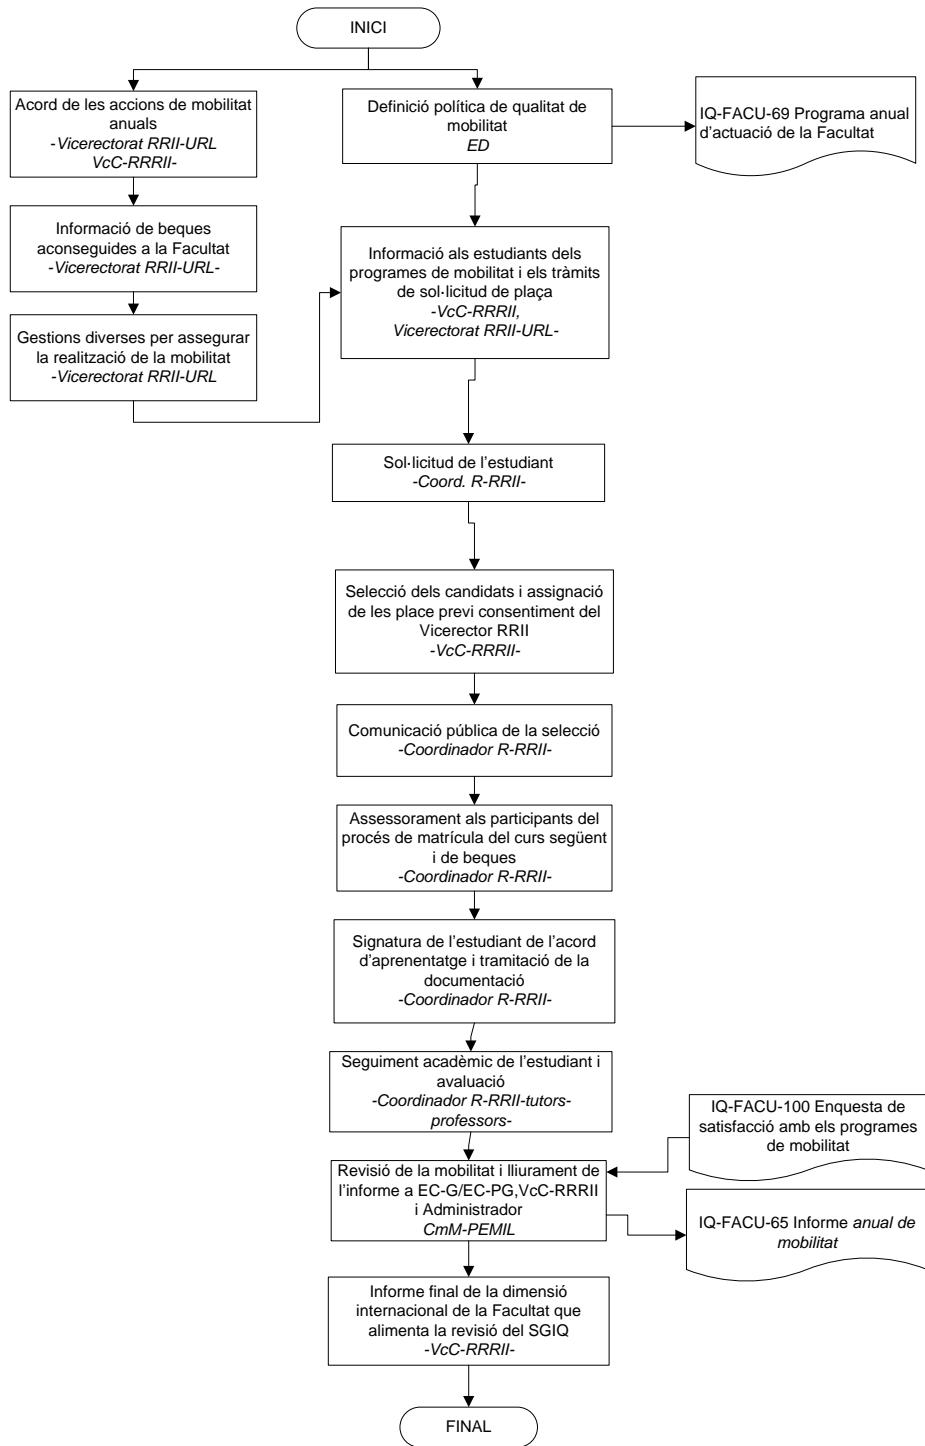 INICI
Acord de les accions de mobilitat
anuals
-Vicerectorat RRII-URL
VcC-RRRII-
Definició política de qualitat de
mobilitat
ED
IQ-FACU-69 Programa anual
d’actuació de la Facultat
Informació de beques
aconseguides a la Facultat
-Vicerectorat RRII-URL-
Gestions diverses per assegurar
la realització de la mobilitat
-Vicerectorat RRII-URL
Informació als estudiants dels
programes de mobilitat i els tràmits
de sol·licitud de plaça
-VcC-RRRII,
Vicerectorat RRII-URL-
Sol·licitud de l’estudiant
-Coord. R-RRII-
Selecció dels candidats i assignació
de les place previ consentiment del
Vicerector RRII
-VcC-RRRII-
Comunicació pública de la selecció
-Coordinador R-RRII-
Assessorament als participants del
procés de matrícula del curs següent
i de beques
-Coordinador R-RRII-
Signatura de l’estudiant de l’acord
d’aprenentatge i tramitació de la
documentació
-Coordinador R-RRII-
Seguiment acadèmic de l’estudiant i
avaluació
-Coordinador R-RRII-tutors-
professors-
IQ-FACU-100 Enquesta de
satisfacció amb els programes
de mobilitat
Revisió de la mobilitat i lliurament de
l’informe a EC-G/EC-PG,VcC-RRRII
i Administrador
CmM-PEMIL
IQ-FACU-65 Informe anual de
mobilitat
Informe final de la dimensió
internacional de la Facultat que
alimenta la revisió del SGIQ
-VcC-RRRII-
FINAL